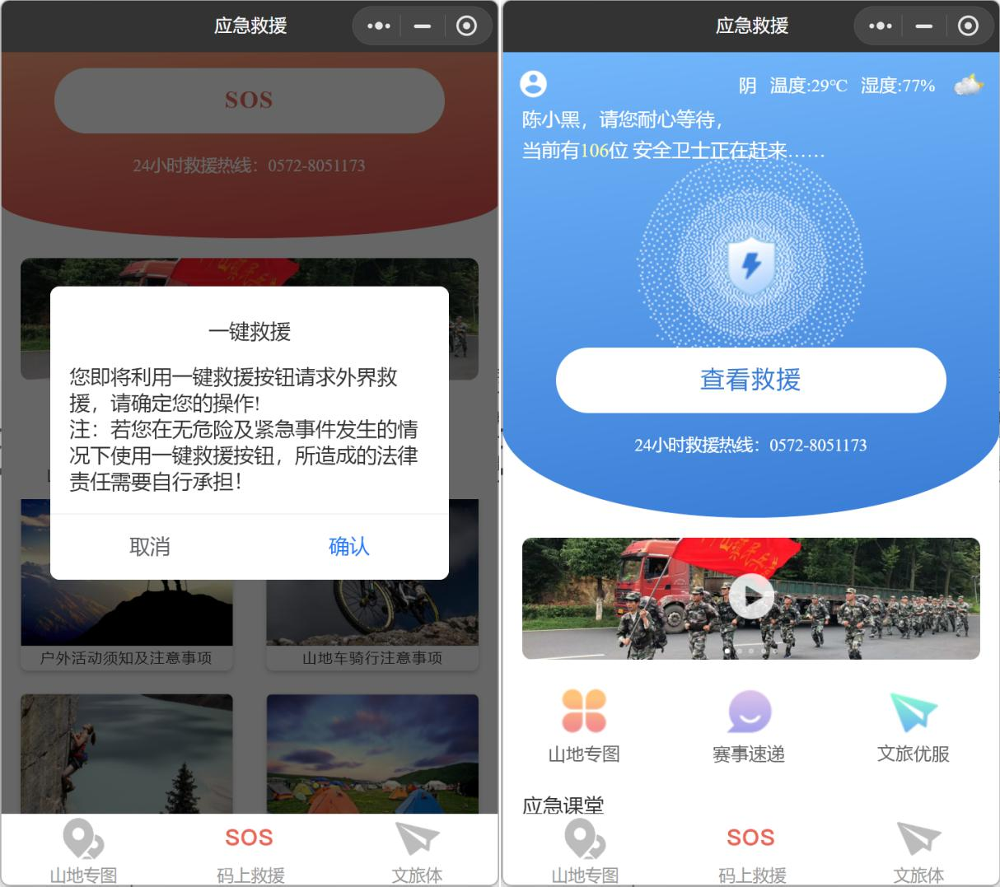 应急救援
SOS
24小时救援热线：0572-8051173
一键救援
您即将利用一键救援按钮请求外界救
援，请确定您的操作!
注：若您在无危险及紧急事件发生的情
况下使用一键救援按钮，所造成的法律
责任需要自行承担！
取消
确认
户外活动须知及注意事项
山地车骑行注意事项
山地专图
SOS
码上救援
文旅体
应急救援
阴 温度:29℃ 湿度:77%
陈小黑，请您耐心等待，
当前有106位 安全卫士正在赶来……
查看救援
24小时救援热线：0572-8051173
山地专图
赛事速递
文旅优服
应急课堂
山地专图
SOS
码上救援
文旅体